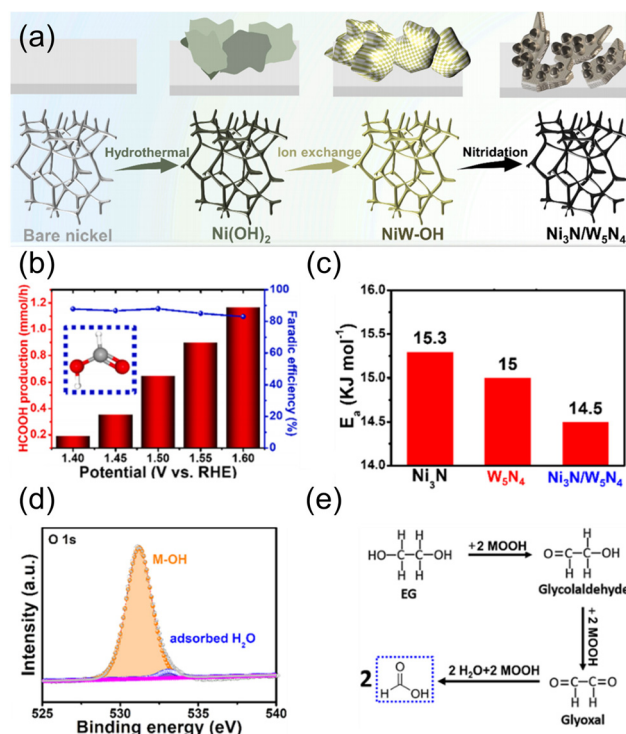 (a)
Hydrothermal
Ion exchange
Nitridation
Bare nickel
Ni(OH)₂
NiW-OH
Ni₃N/W₅N₄
(b)
HCOOH production (mmol/h)
1.2
1.0
0.8
0.6
0.4
0.2
100
80
60
40
20
0
Faradic efficiency (%)
1.40 1.45 1.50 1.55 1.60
Potential (V vs. RHE)
(c)
Eₐ (KJ mol⁻¹)
16.0
15.5
15.0
14.5
14.0
15.3
15
14.5
Ni₃N W₅N₄ Ni₃N/W₅N₄
(d)
O 1s
M-OH
adsorbed H₂O
Intensity (a.u.)
525 530 535 540
Binding energy (eV)
(e)
H H
HO-C-C-OH
H H
EG
+2 MOOH
H H
O=C-C-OH
H
Glycolaldehyde
+ 2 MOOH
O=C-C=O
H H
Glyoxal
2 H₂O+2 MOOH
2
O
H OH